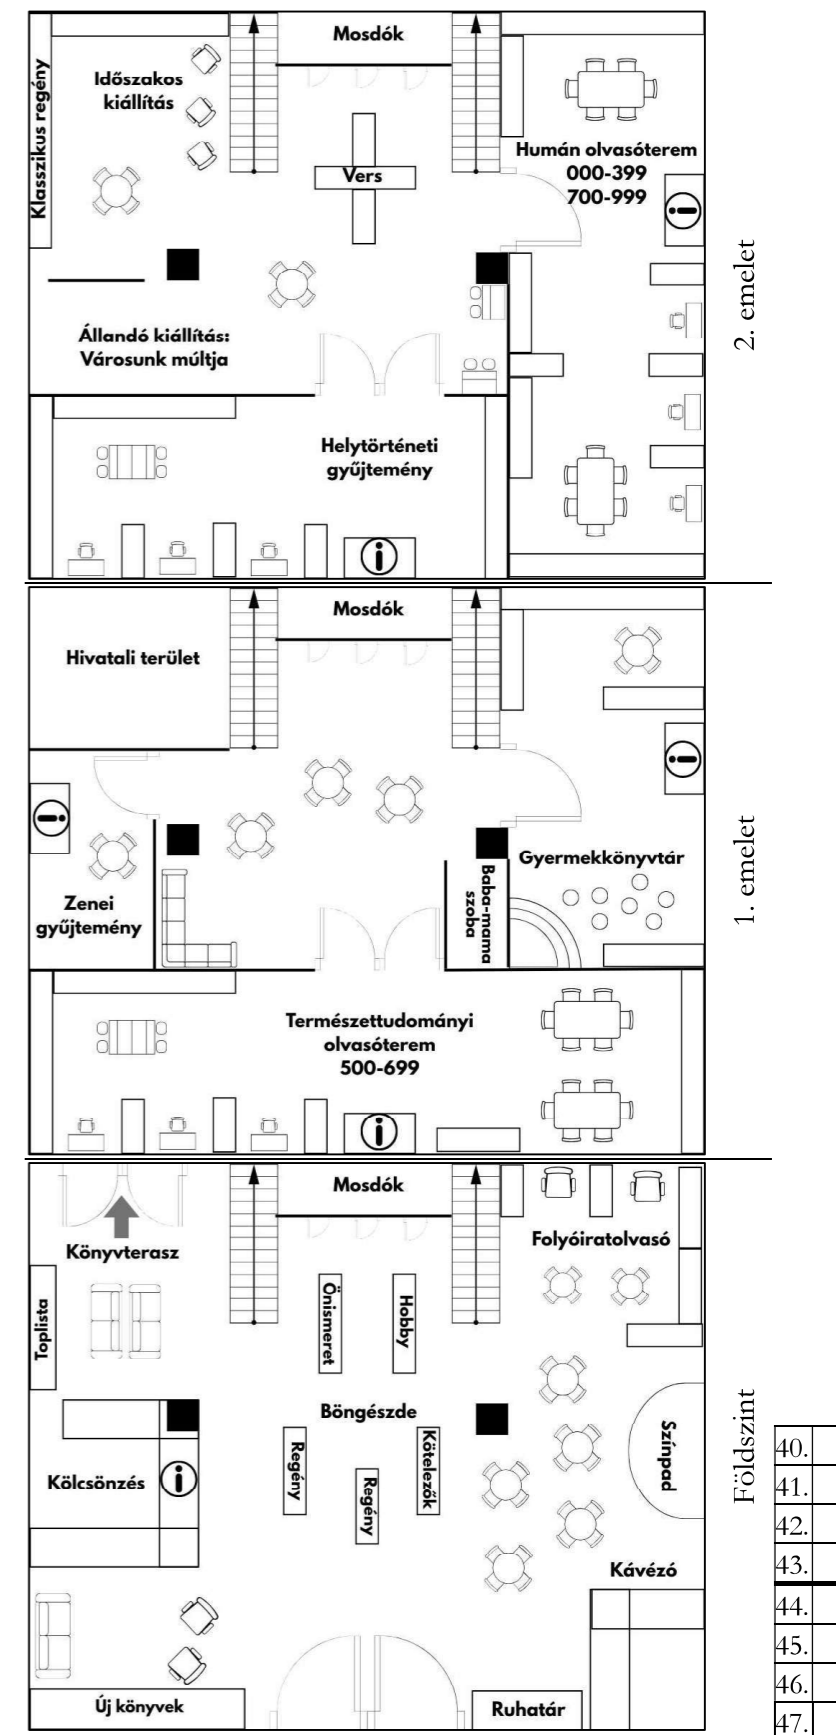 Mosdók
Klasszikus regény
Időszakos
kiállítás
Vers
Humán olvasóterem
000-399
700-999
i
Állandó kiállítás:
Városunk múltja
Helytörténeti
gyűjtemény
i
2. emelet
Mosdók
Hivatali terület
i
i
Zenei
gyűjtemény
Baba-mama
szoba
Gyermekkönyvtár
Természettudományi
olvasóterem
500-699
i
1. emelet
Mosdók
Könyvterasz
Folyóiratolvasó
Toplista
Önismeret
Hobby
Böngészde
Regény
Regény
Kötelezők
Színpad
Kölcsönzés
i
Kávézó
Új könyvek
Ruhatár
Földszint
40.
41.
42.
43.
44.
45.
46.
47.